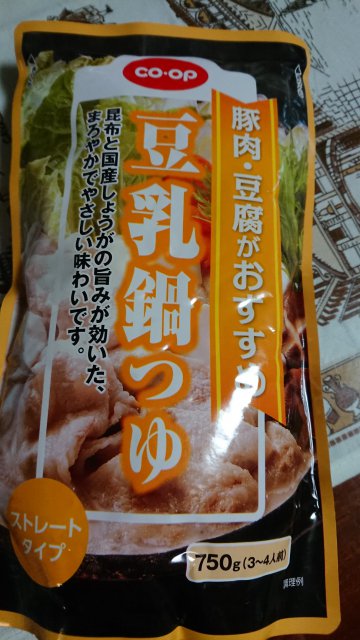 CO·OP
豚肉・豆腐がおすすめ
豆乳鍋つゆ
昆布と国産しょうがの旨みが効いた、
まろやかでやさしい味わいです。
ストレート
タイプ
750g(3~4人前)
調理例